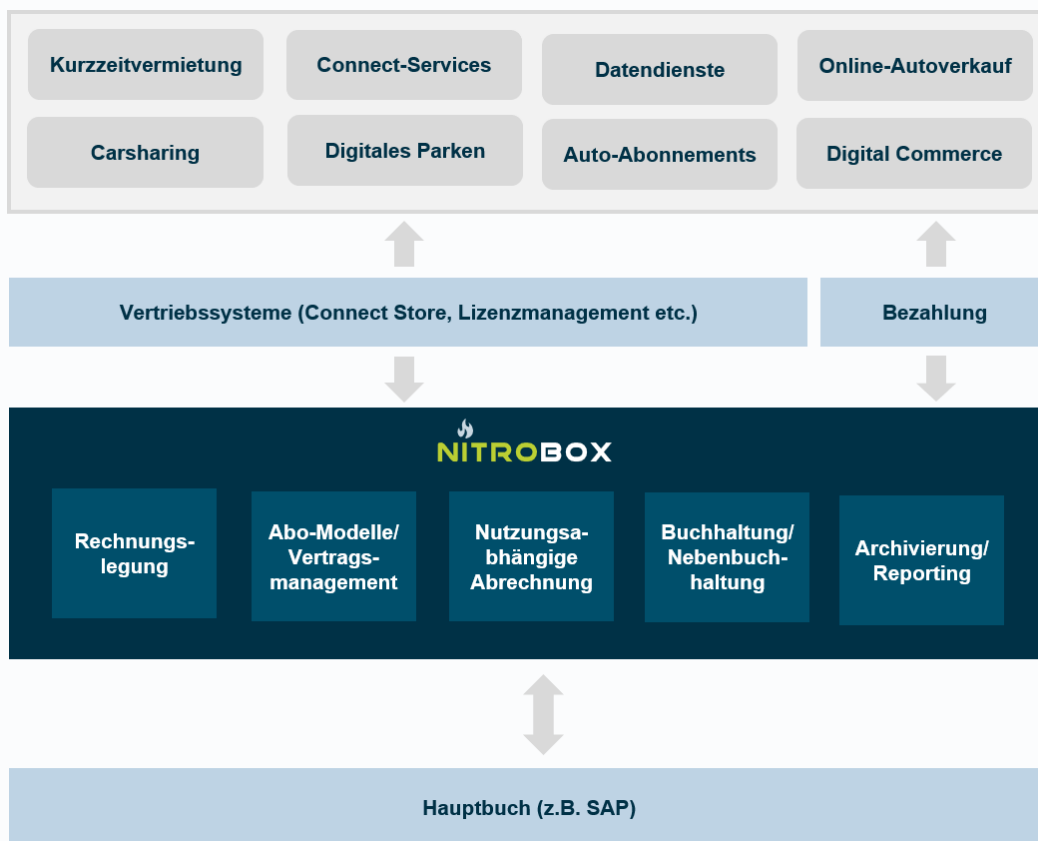 Kurzzeitvermietung
Connect-Services
Datendienste
Online-Autoverkauf
Carsharing
Digitales Parken
Auto-Abonnements
Digital Commerce
Vertriebssysteme (Connect Store, Lizenzmanagement etc.)
Bezahlung
NITROBOX
Rechnungs-
legung
Abo-Modelle/
Vertrags-
management
Nutzungsa-
bhängige
Abrechnung
Buchhaltung/
Nebenbuch-
haltung
Archivierung/
Reporting
Hauptbuch (z.B. SAP)